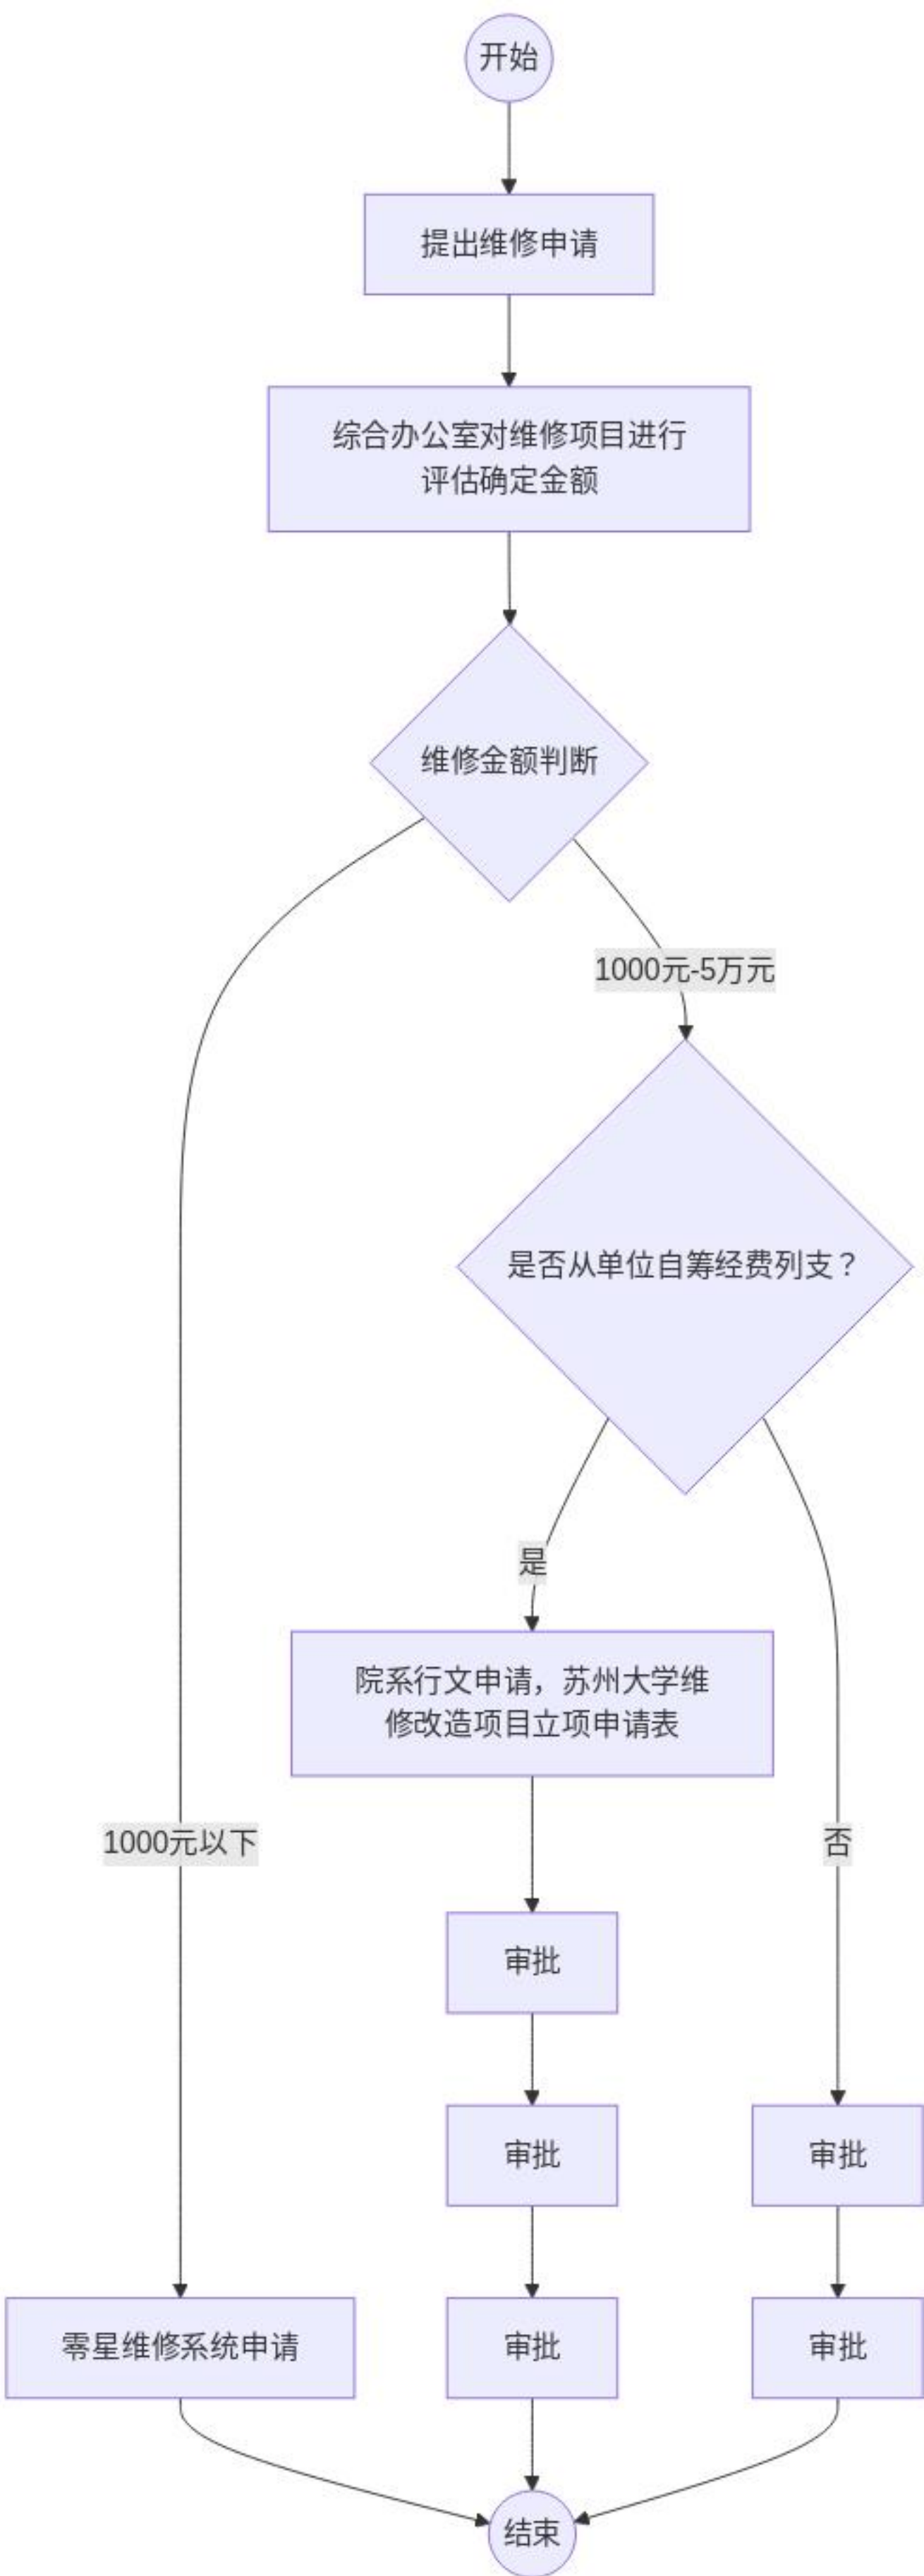 开始
提出维修申请
综合办公室对维修项目进行
评估确定金额
维修金额判断
1000元-5万元
是否从单位自筹经费列支？
是
院系行文申请，苏州大学维
修改造项目立项申请表
1000元以下
否
审批
审批
审批
零星维修系统申请
审批
审批
结束